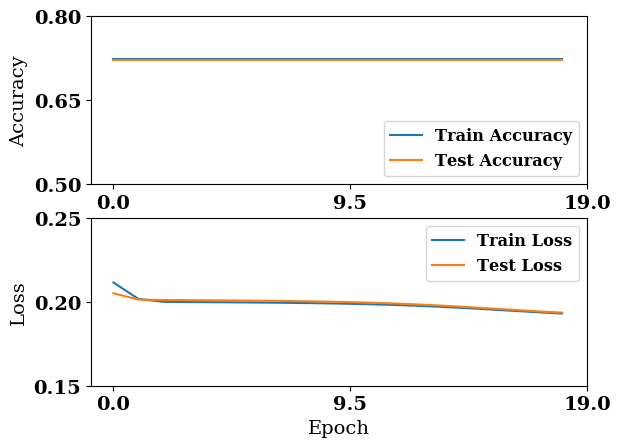 0.80
0.65
0.50
Accuracy
Train Accuracy
Test Accuracy
0.0 9.5 19.0
0.25
0.20
0.15
Loss
Train Loss
Test Loss
0.0 9.5 19.0
Epoch